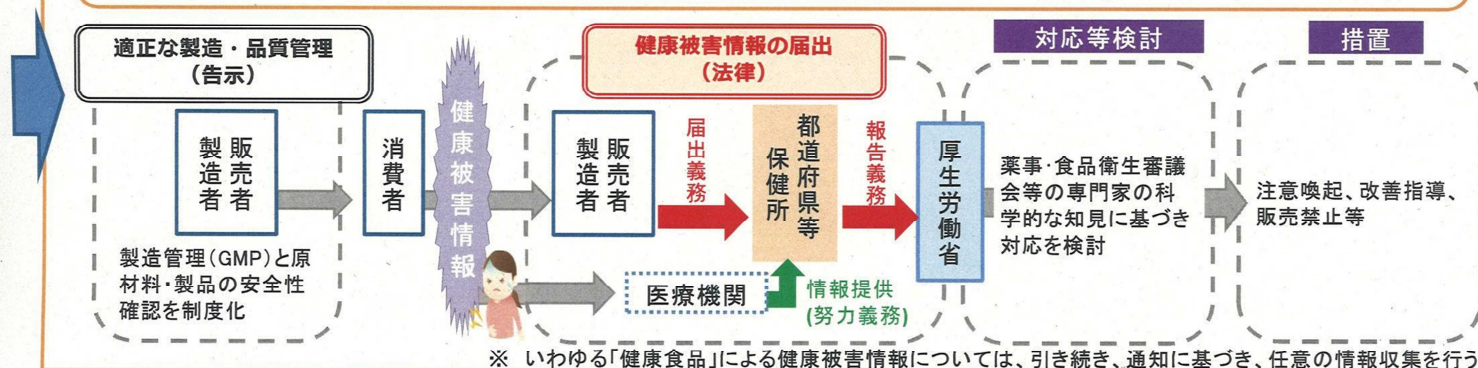 適正な製造・品質管理
（告示）
製造者
販売者
製造管理(GMP)と原
材料・製品の安全性
確認を制度化
消費者
健康被害情報
健康被害情報の届出
（法律）
製造者
販売者
届出義務
都道府県等
保健所
報告義務
医療機関
情報提供
(努力義務)
厚生労働省
対応等検討
薬事・食品衛生審議
会等の専門家の科
学的な知見に基づき
対応を検討
措置
注意喚起、改善指導、
販売禁止等
※ いわゆる「健康食品」による健康被害情報については、引き続き、通知に基づき、任意の情報収集を行う